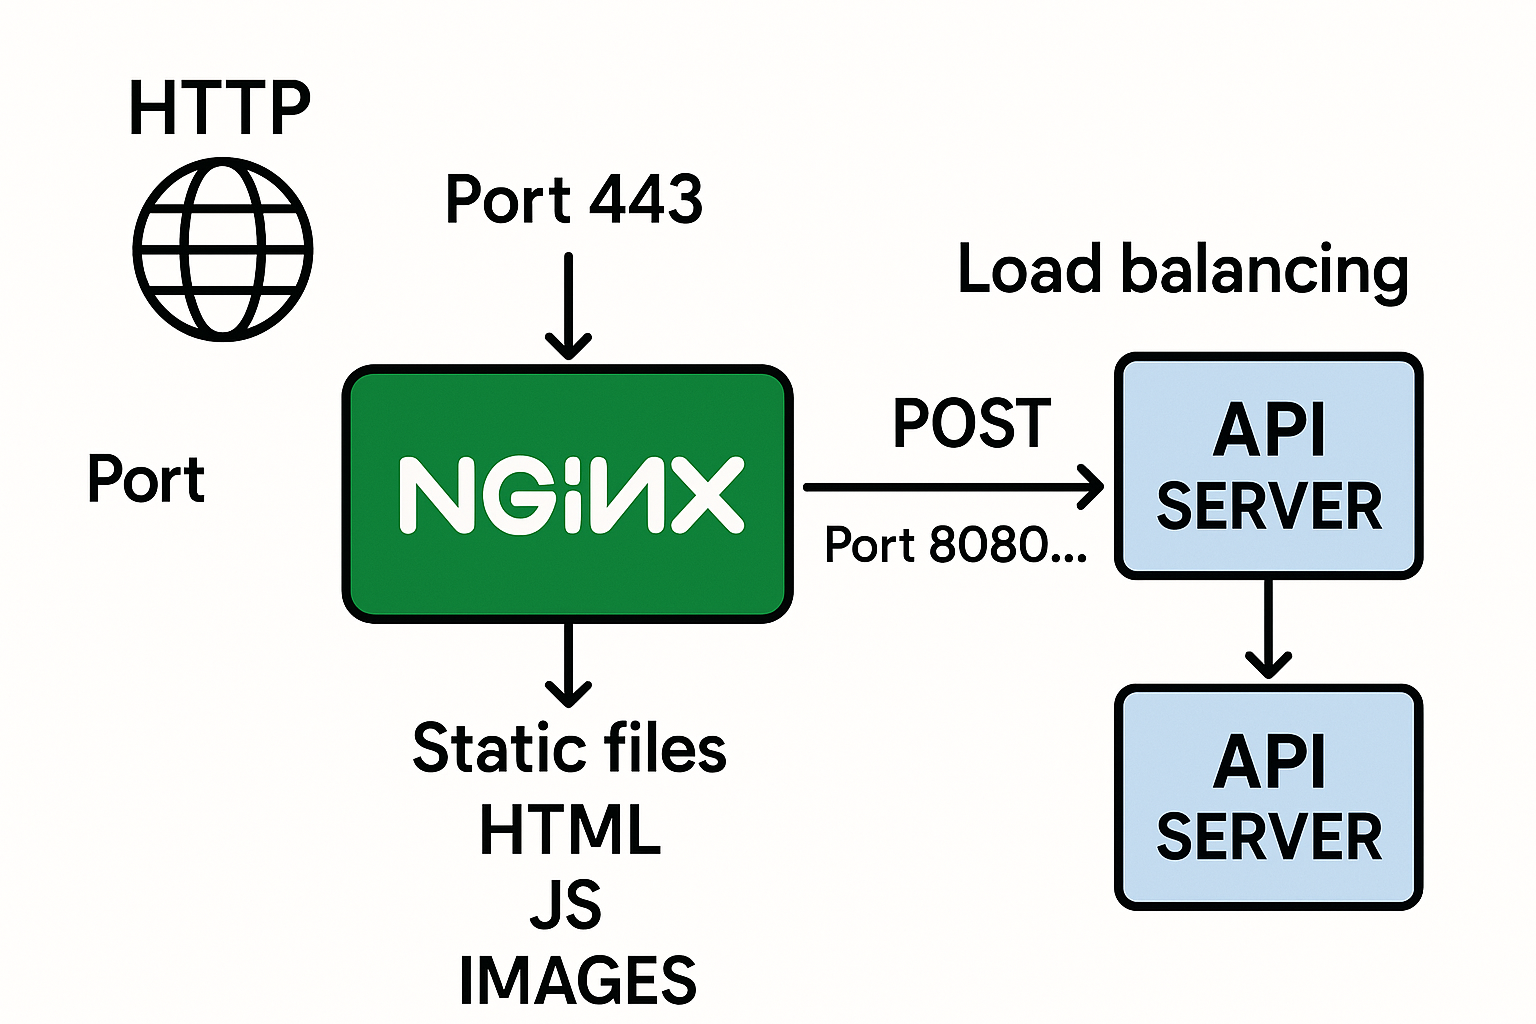 HTTP
Port 443
Load balancing
Port
NGiNX
POST
Port 8080...
API
SERVER
Static files
HTML
JS
IMAGES
API
SERVER